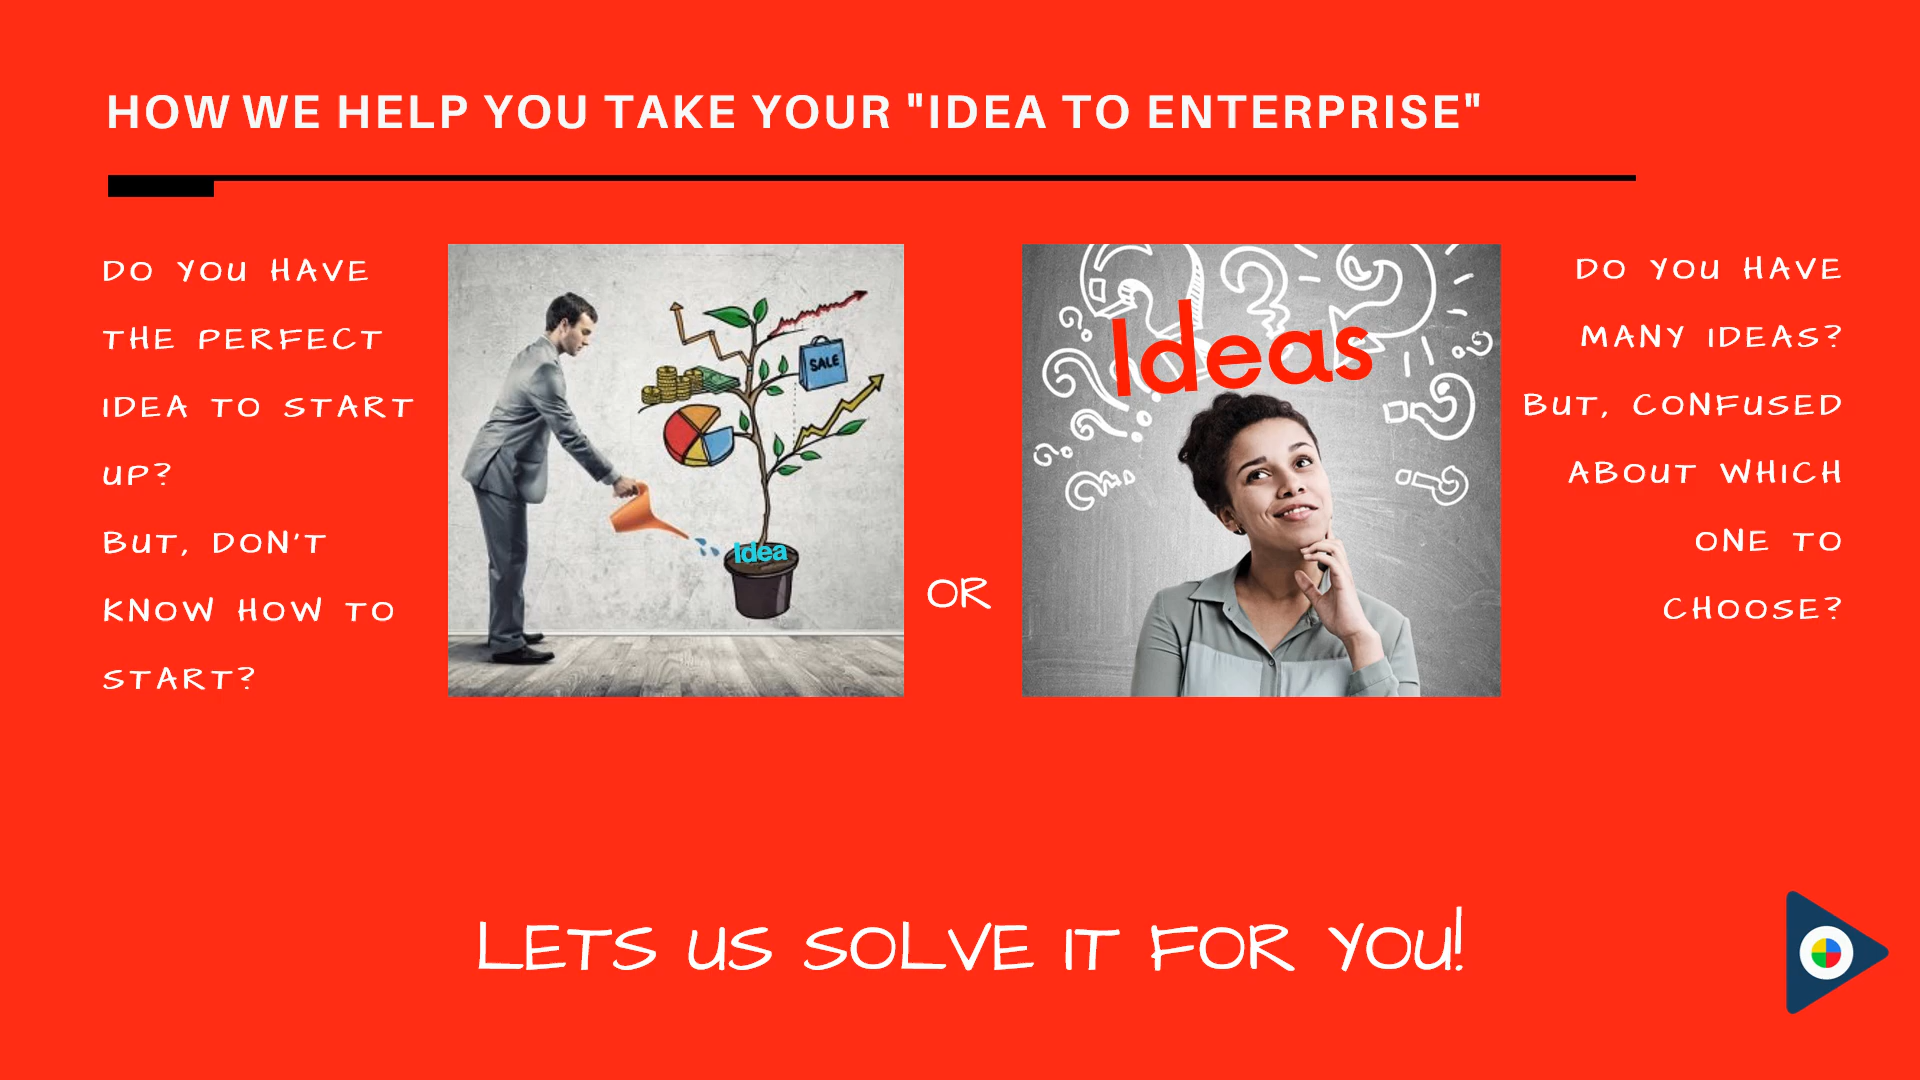 HOW WE HELP YOU TAKE YOUR "IDEA TO ENTERPRISE"
DO YOU HAVE
THE PERFECT
IDEA TO START
UP?
BUT, DON'T
KNOW HOW TO
START?
SALE
Idea
OR
Ideas
DO YOU HAVE
MANY IDEAS?
BUT, CONFUSED
ABOUT WHICH
ONE TO
CHOOSE?
LETS US SOLVE IT FOR YOU!